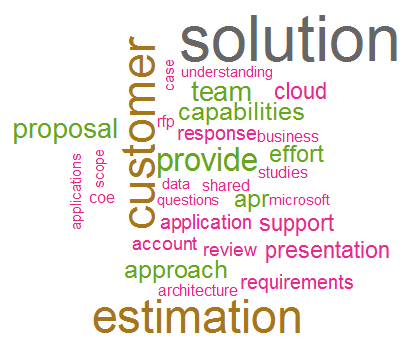 solution
customer
case
understanding
team
cloud
capabilities
proposal
rfp
response
business
provide
effort
applications
scope
studies
coe
data
shared
questions
apr
microsoft
application
support
account
review
presentation
approach
requirements
architecture
estimation